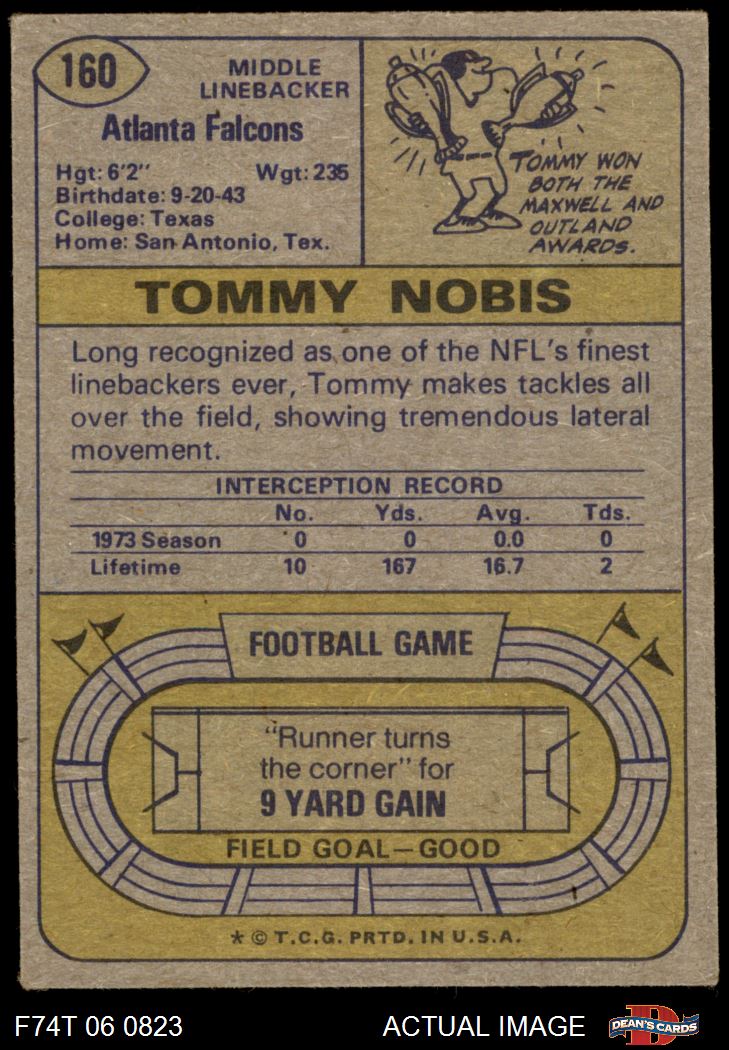 160
MIDDLE
LINEBACKER
Atlanta Falcons
Hgt: 6'2" Wgt: 235
Birthdate: 9-20-43
College: Texas
Home: San Antonio, Tex.
TOMMY WON
BOTH THE
MAXWELL AND
OUTLAND
AWARDS.
TOMMY NOBIS
Long recognized as one of the NFL's finest
linebackers ever, Tommy makes tackles all
over the field, showing tremendous lateral
movement.
INTERCEPTION RECORD
No. Yds. Avg. Tds.
1973 Season 0 0 0.0 0
Lifetime 10 167 16.7 2
FOOTBALL GAME
"Runner turns
the corner" for
9 YARD GAIN
FIELD GOAL—GOOD
* © T.C.G. PRTD. IN U.S.A.
F74T 06 0823 ACTUAL IMAGE
D
DEAN'S CARDS